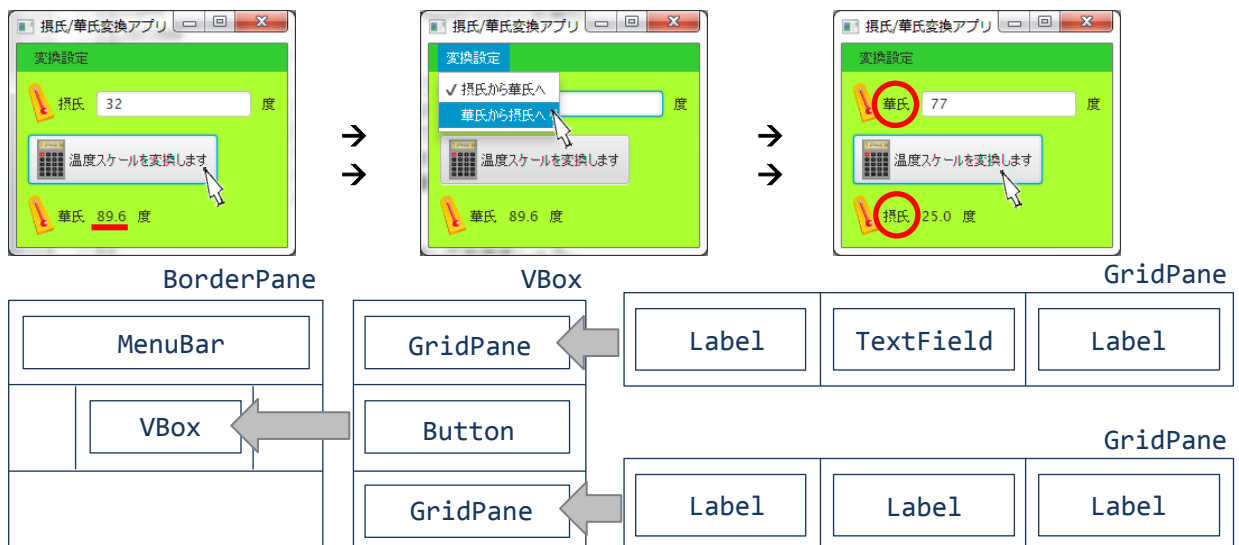 摂氏/華氏変換アプリ
変換設定
摂氏 32 度
温度スケールを変換します
華氏 89.6 度
→
→
摂氏/華氏変換アプリ
変換設定
✓ 摂氏から華氏へ
華氏から摂氏へ
度
温度スケールを変換します
華氏 89.6 度
→
→
摂氏/華氏変換アプリ
変換設定
華氏 77 度
温度スケールを変換します
摂氏 25.0 度
BorderPane
MenuBar
VBox
VBox
GridPane
Button
GridPane
GridPane
Label TextField Label
GridPane
Label Label Label